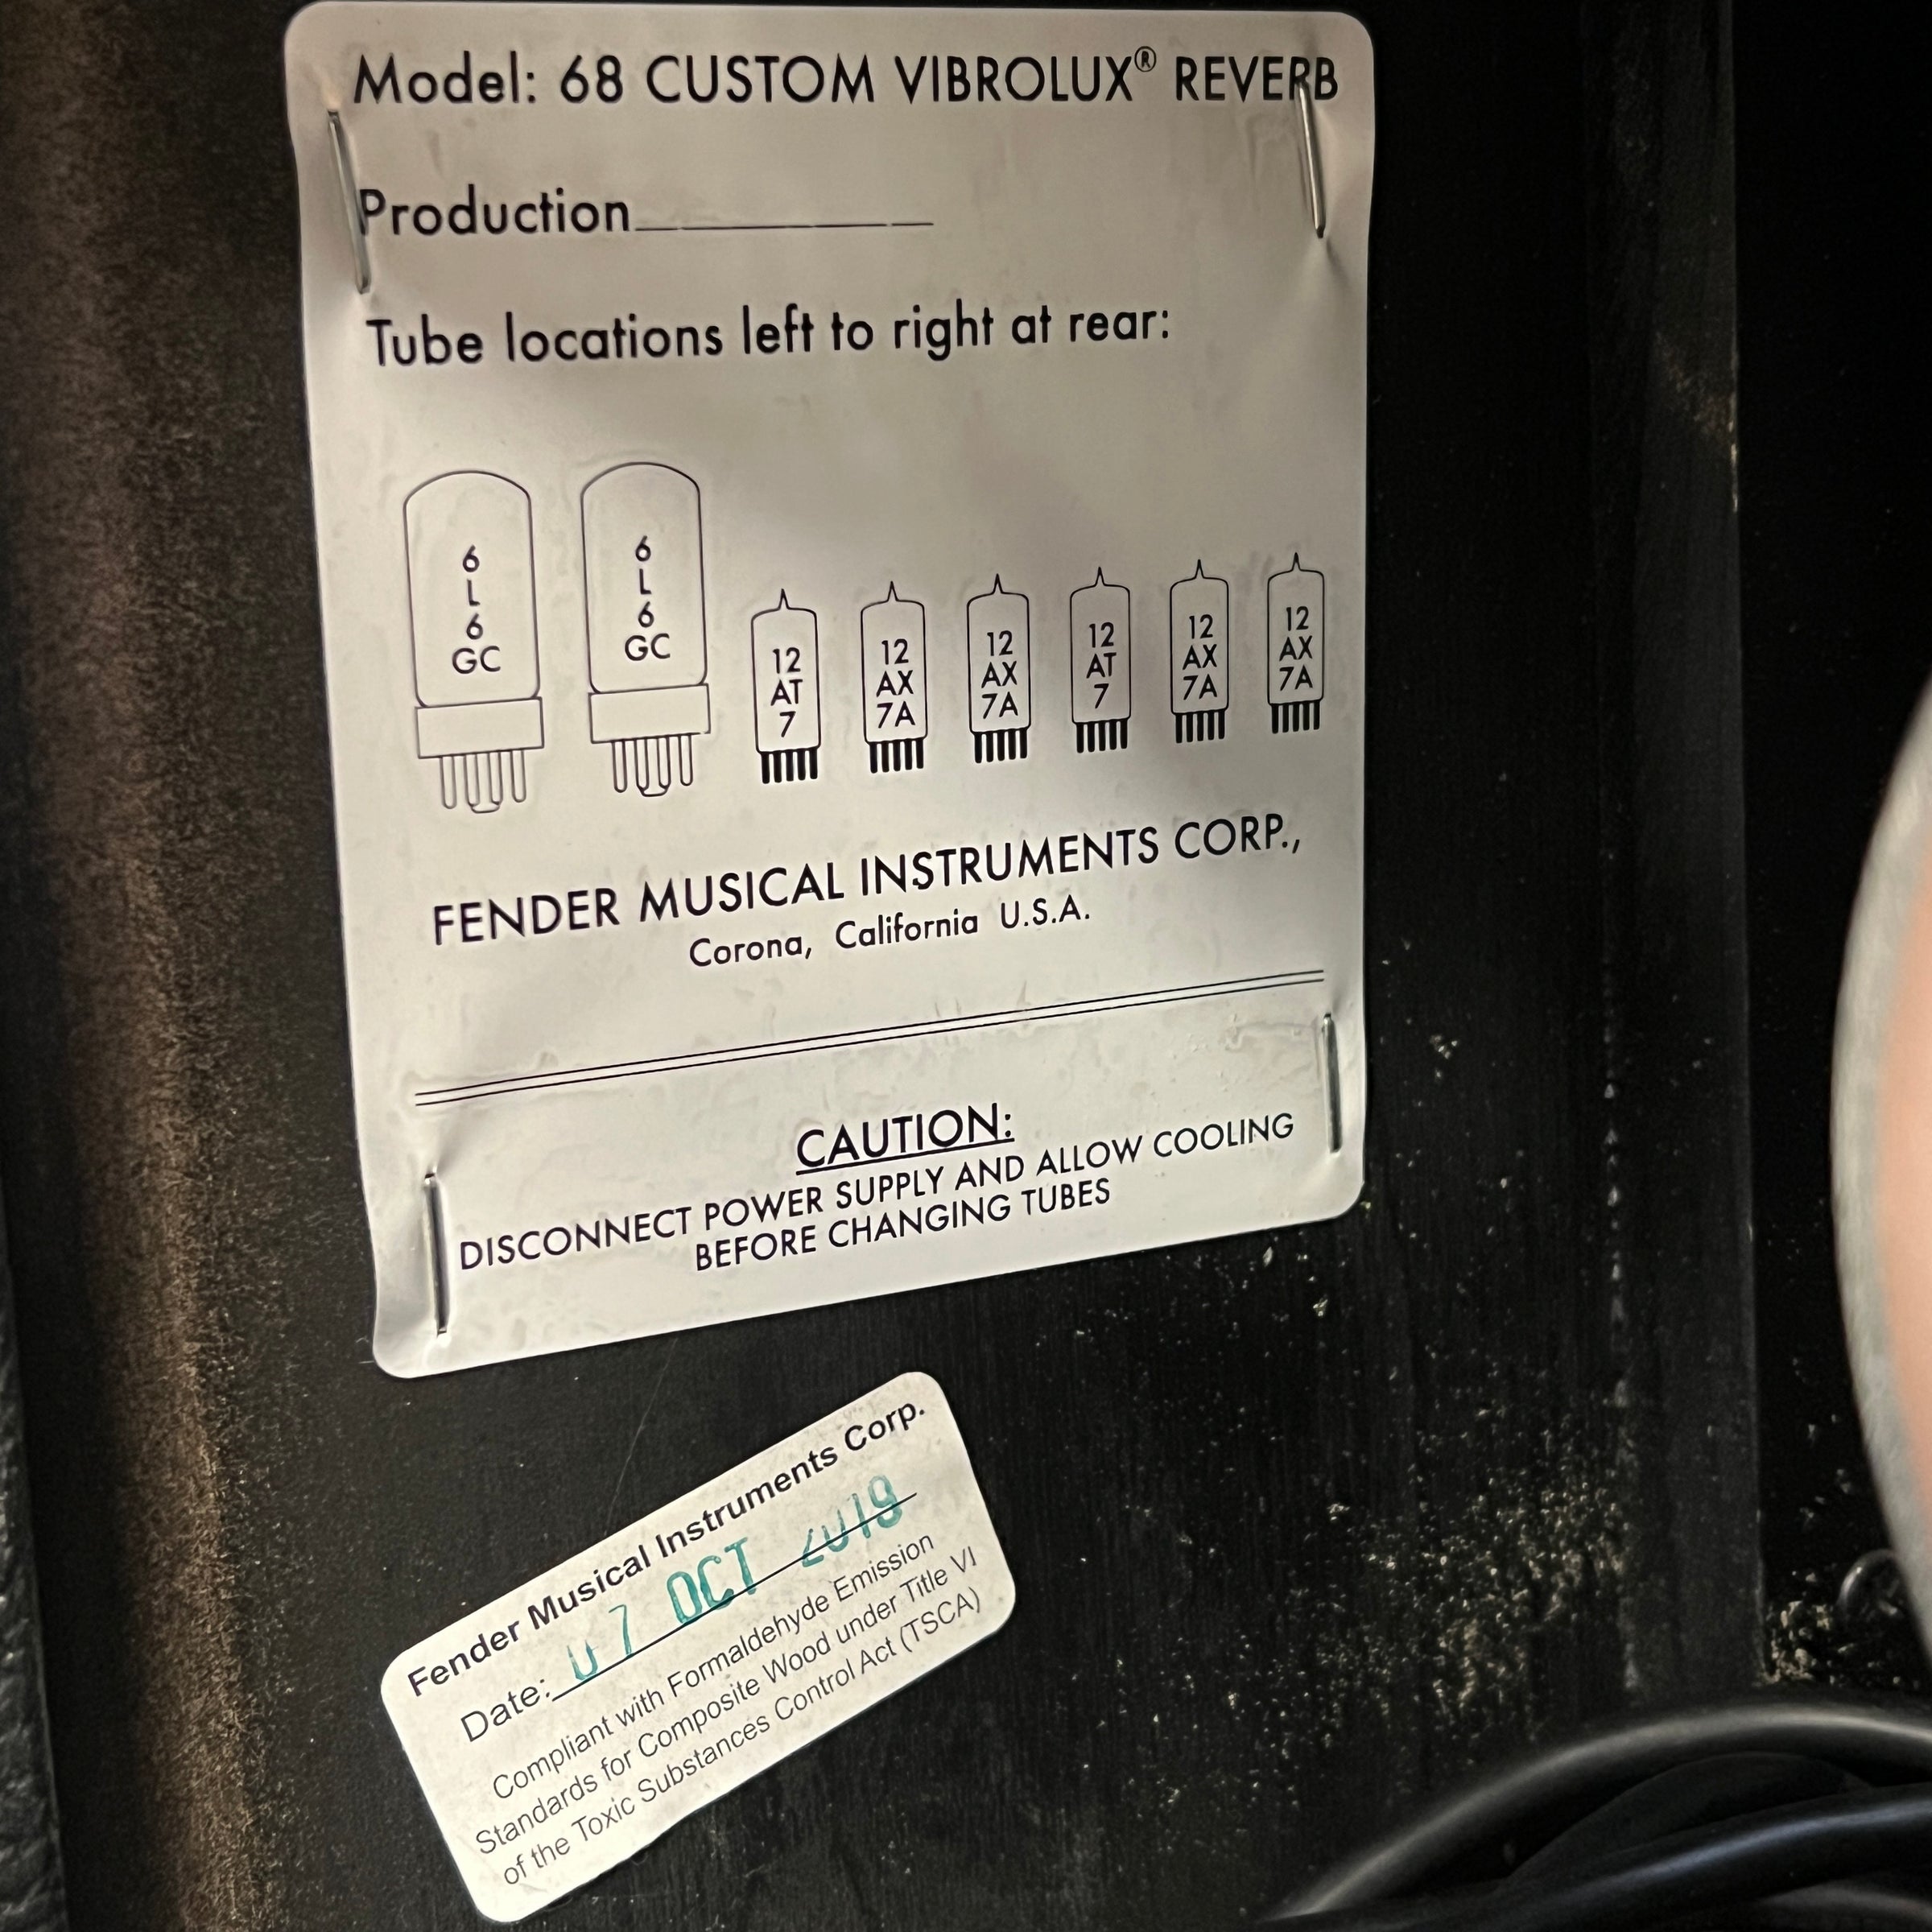 Model: 68 CUSTOM VIBROLUX® REVERB
Production
Tube locations left to right at rear:
6 L 6 GC
6 L 6 GC
12 AT 7
12 AX 7A
12 AX 7A
12 AT 7
12 AX 7A
12 AX 7A
FENDER MUSICAL INSTRUMENTS CORP.,
Corona, California U.S.A.
CAUTION:
DISCONNECT POWER SUPPLY AND ALLOW COOLING
BEFORE CHANGING TUBES
Fender Musical Instruments Corp.
Date: 07 OCT 2019
Compliant with Formaldehyde Emission
Standards for Composite Wood under Title VI
of the Toxic Substances Control Act (TSCA)